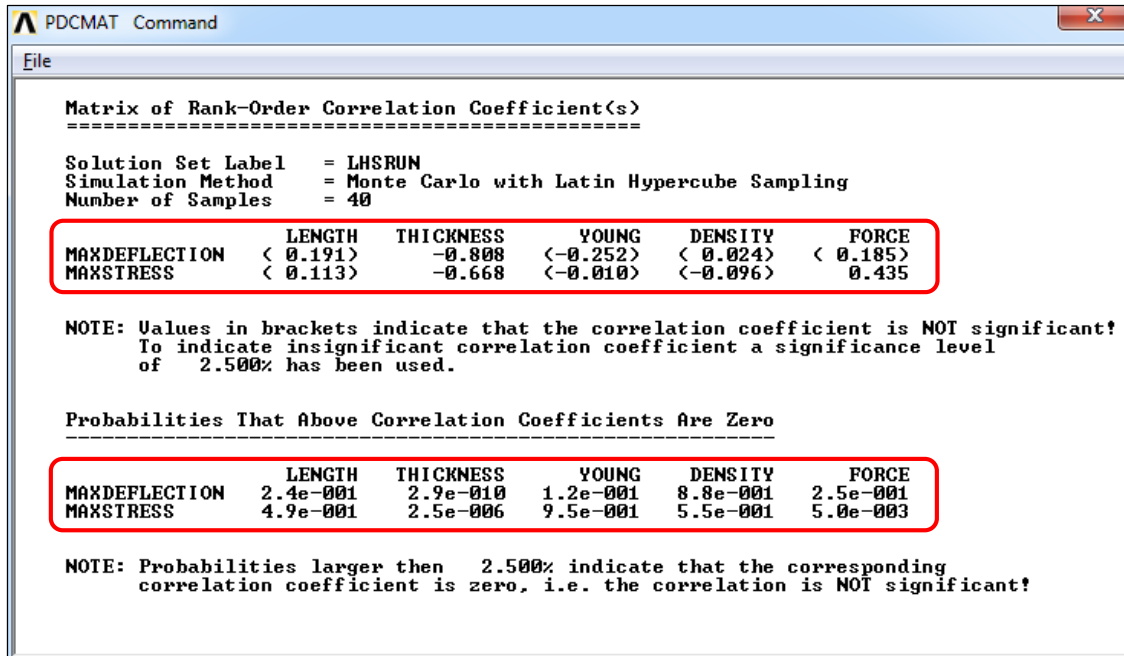 PDCMAT Command
File
Matrix of Rank-Order Correlation Coefficient(s)
===============================================
Solution Set Label = LHSRUN
Simulation Method = Monte Carlo with Latin Hypercube Sampling
Number of Samples = 40
LENGTH THICKNESS YOUNG DENSITY FORCE
MAXDEFLECTION ( 0.191) -0.808 (-0.252) ( 0.024) ( 0.185)
MAXSTRESS ( 0.113) -0.668 (-0.010) (-0.096) 0.435
NOTE: Values in brackets indicate that the correlation coefficient is NOT significant!
To indicate insignificant correlation coefficient a significance level
of 2.500% has been used.
Probabilities That Above Correlation Coefficients Are Zero
----------------------------------------------------------
LENGTH THICKNESS YOUNG DENSITY FORCE
MAXDEFLECTION 2.4e-001 2.9e-010 1.2e-001 8.8e-001 2.5e-001
MAXSTRESS 4.9e-001 2.5e-006 9.5e-001 5.5e-001 5.0e-003
NOTE: Probabilities larger then 2.500% indicate that the corresponding
correlation coefficient is zero, i.e. the correlation is NOT significant!